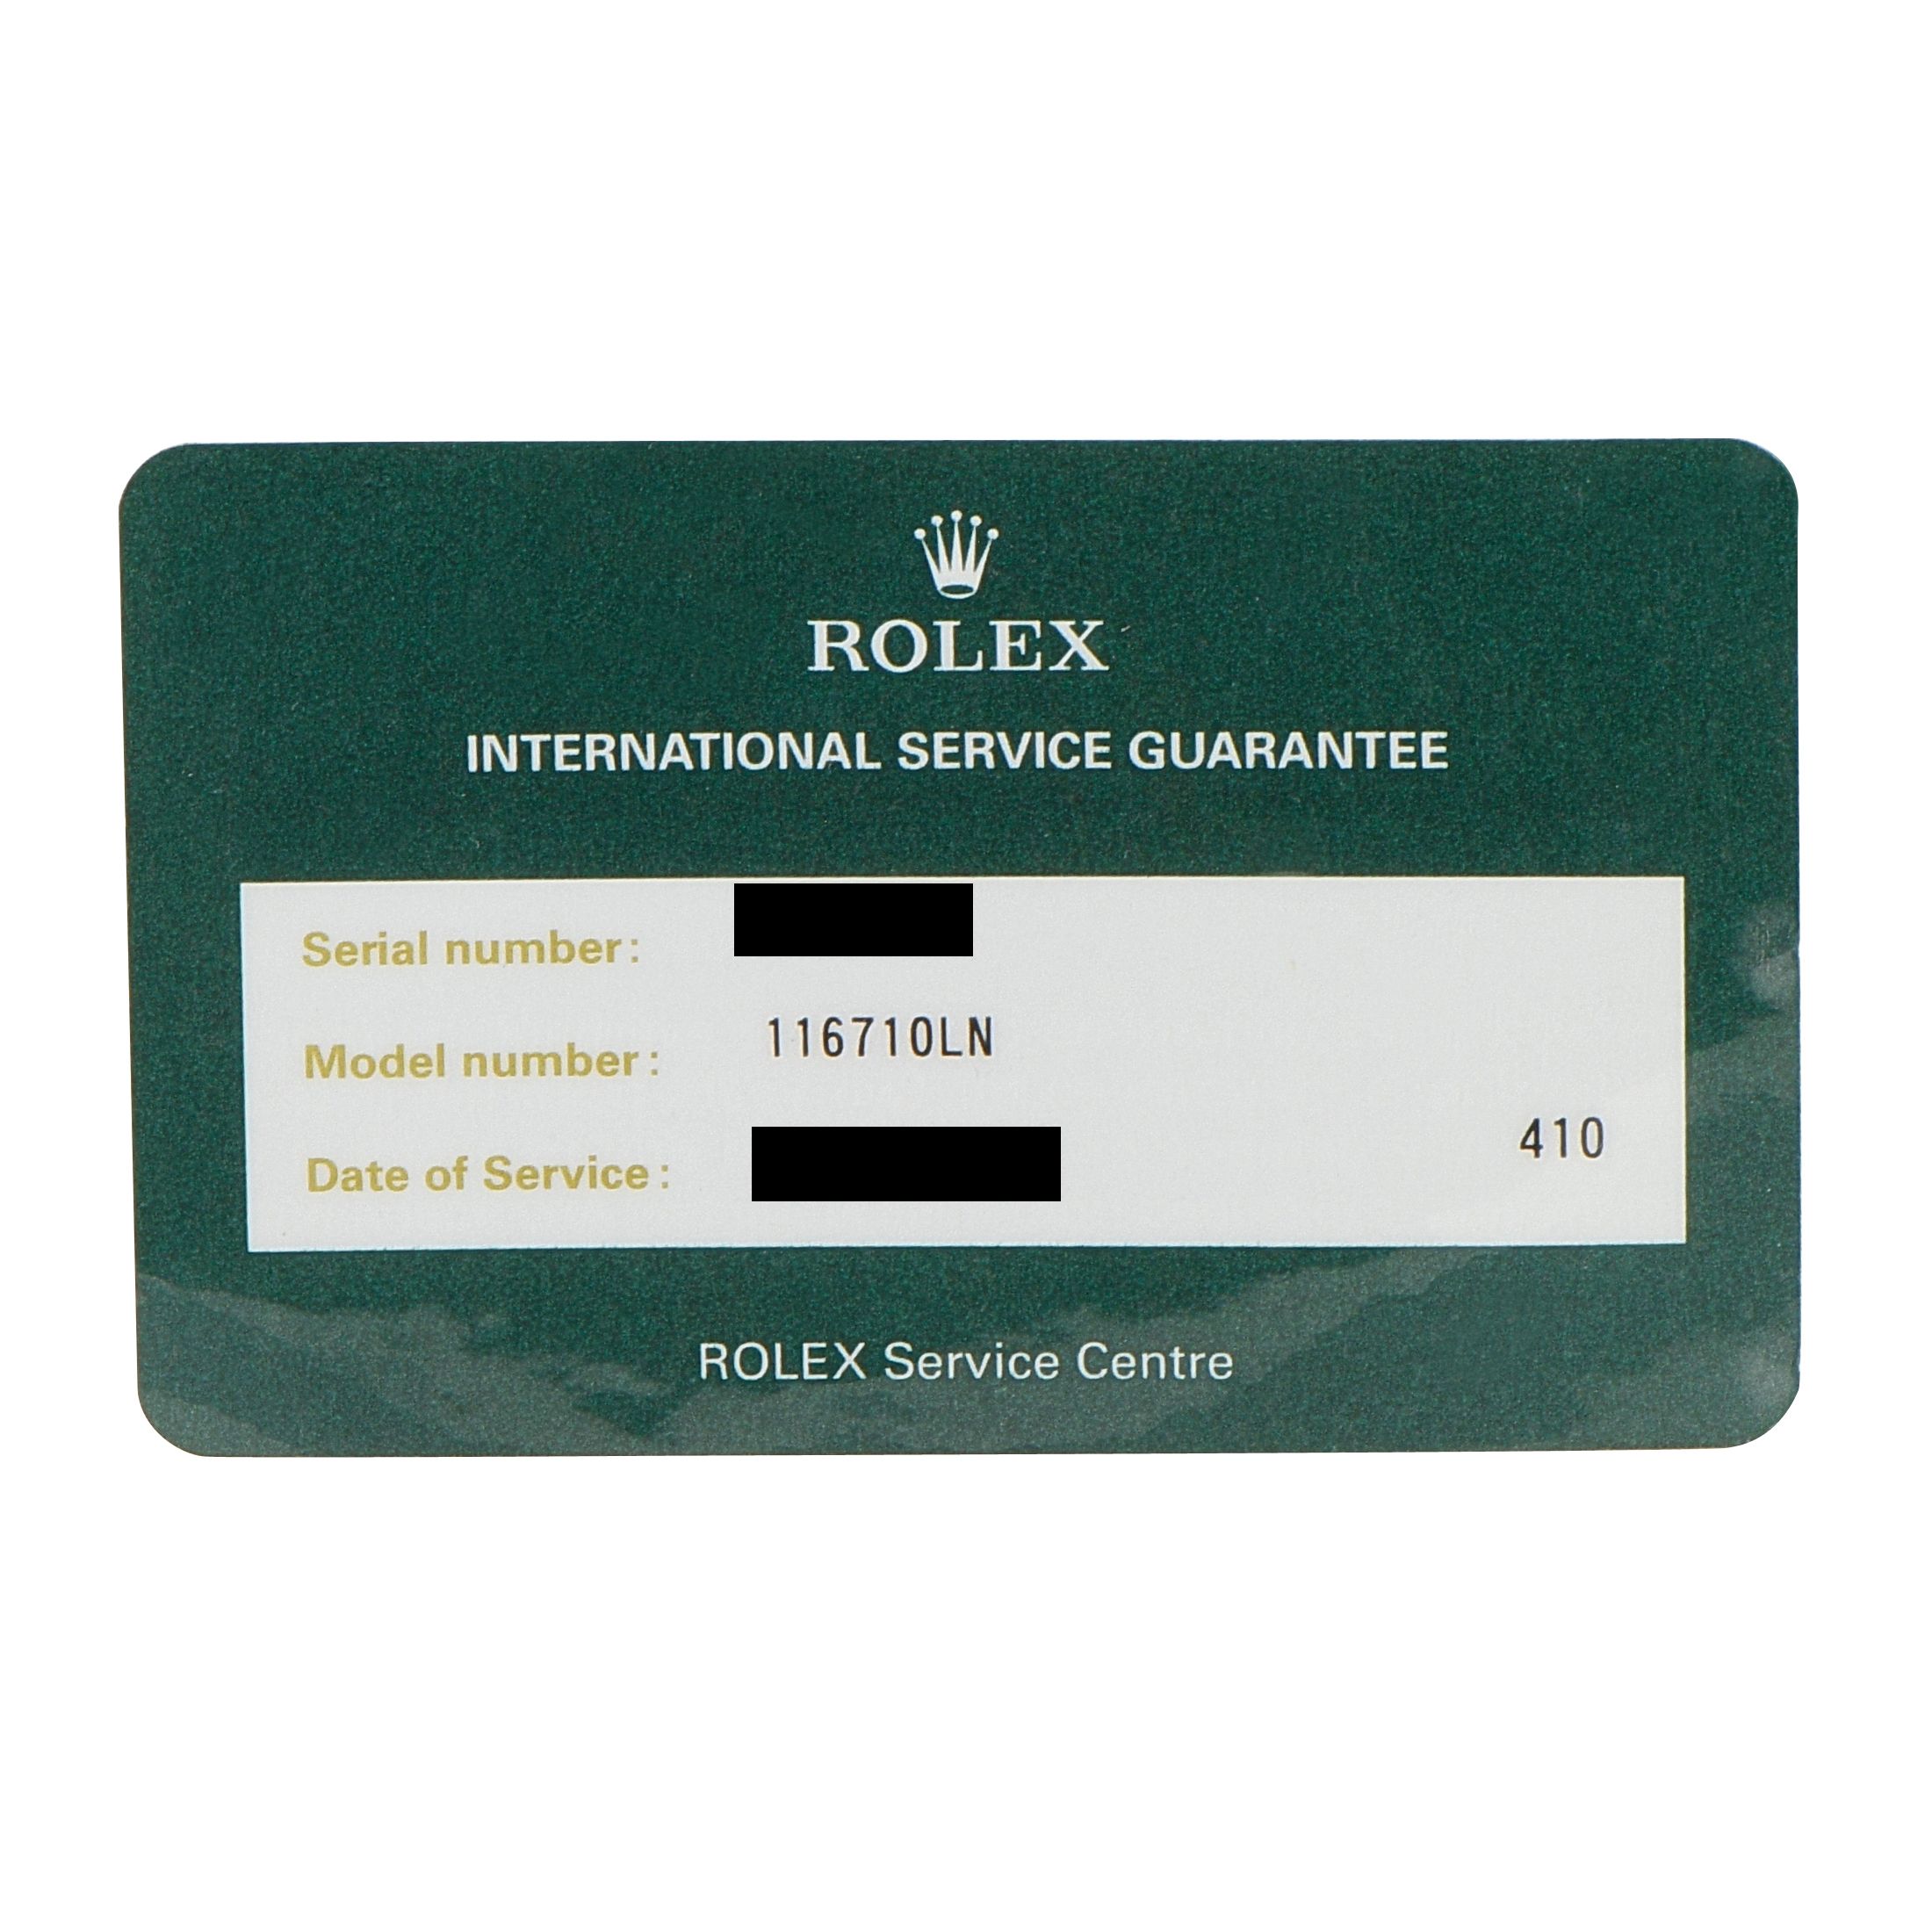 ROLEX
INTERNATIONAL SERVICE GUARANTEE
Serial number:
Model number: 116710LN
Date of Service: 410
ROLEX Service Centre